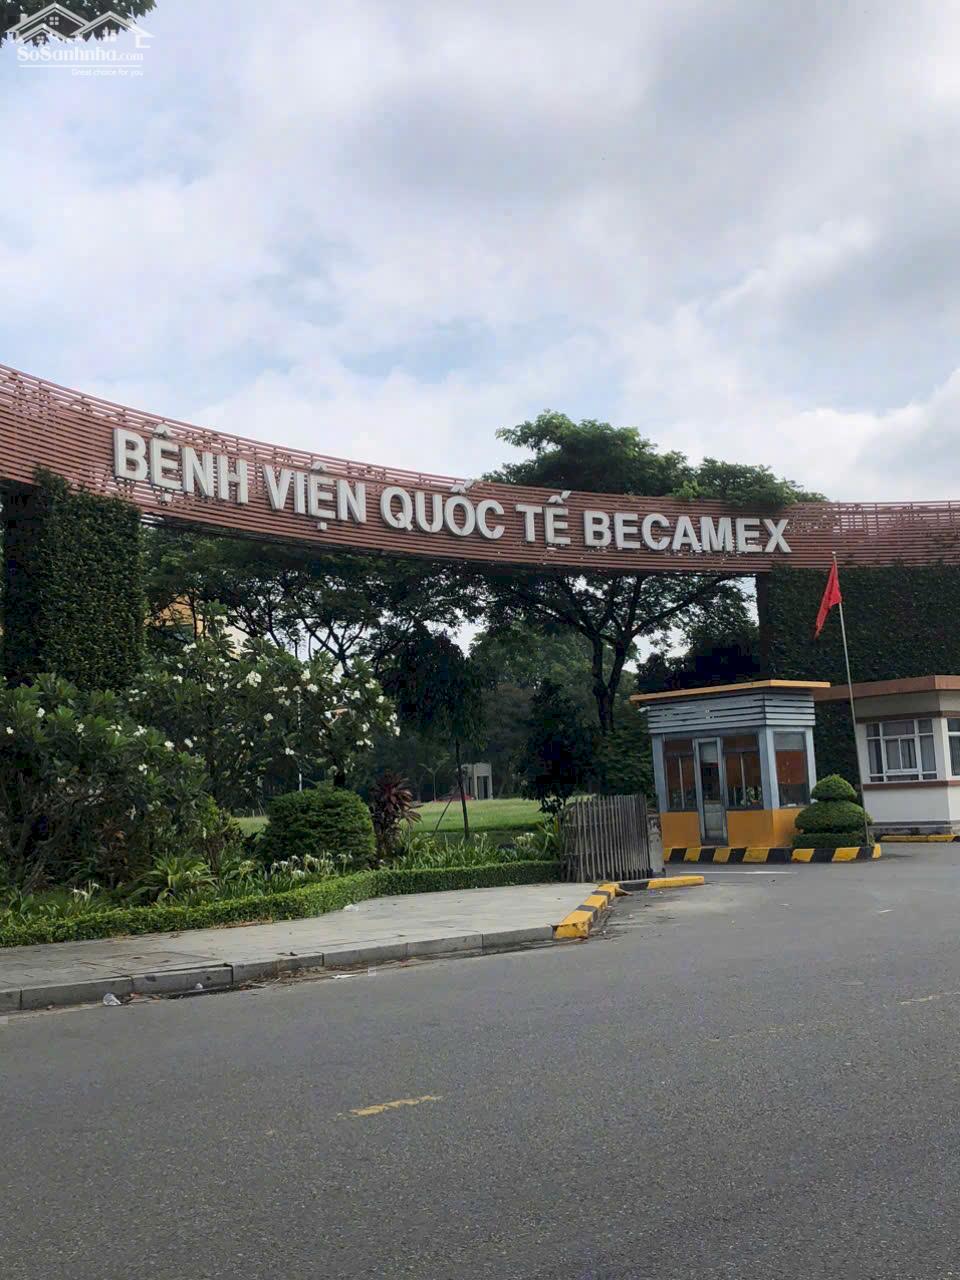 SoSanhnha.com
Great choice for you
BỆNH VIỆN QUỐC TẾ BECAMEX